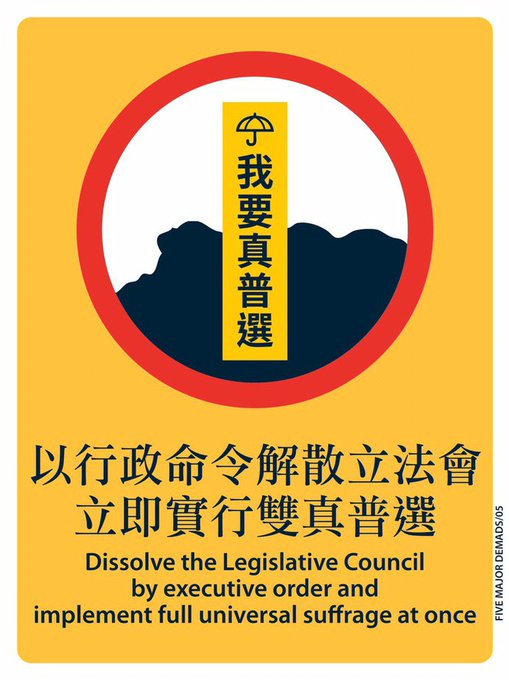 我要真普選
以行政命令解散立法會
立即實行雙真普選
Dissolve the Legislative Council
by executive order and
implement full universal suffrage at once
FIVE MAJOR DEMADS/05